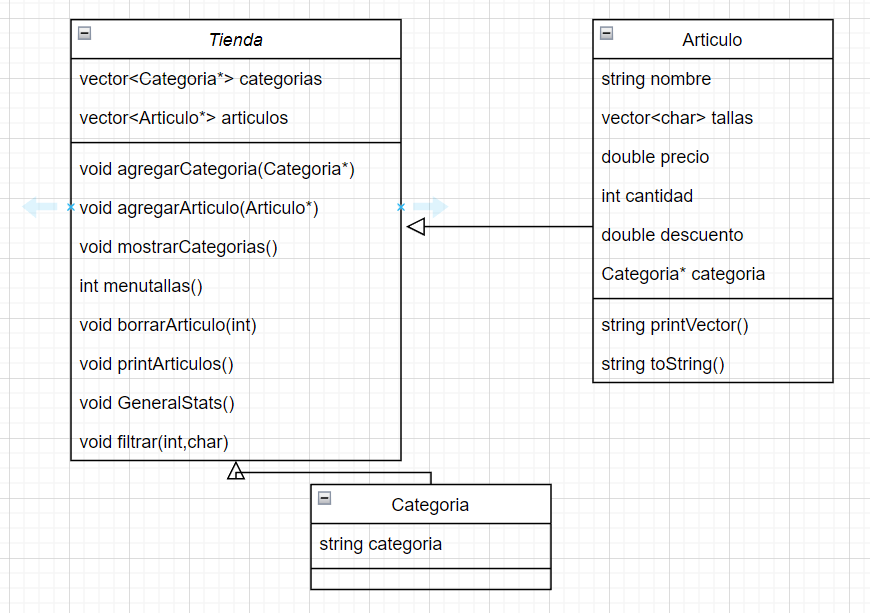 Tienda
vector<Categoria*> categorias
vector<Articulo*> articulos
void agregarCategoria(Categoria*)
void agregarArticulo(Articulo*)
void mostrarCategorias()
int menutallas()
void borrarArticulo(int)
void printArticulos()
void GeneralStats()
void filtrar(int,char)
Articulo
string nombre
vector<char> tallas
double precio
int cantidad
double descuento
Categoria* categoria
string printVector()
string toString()
Categoria
string categoria